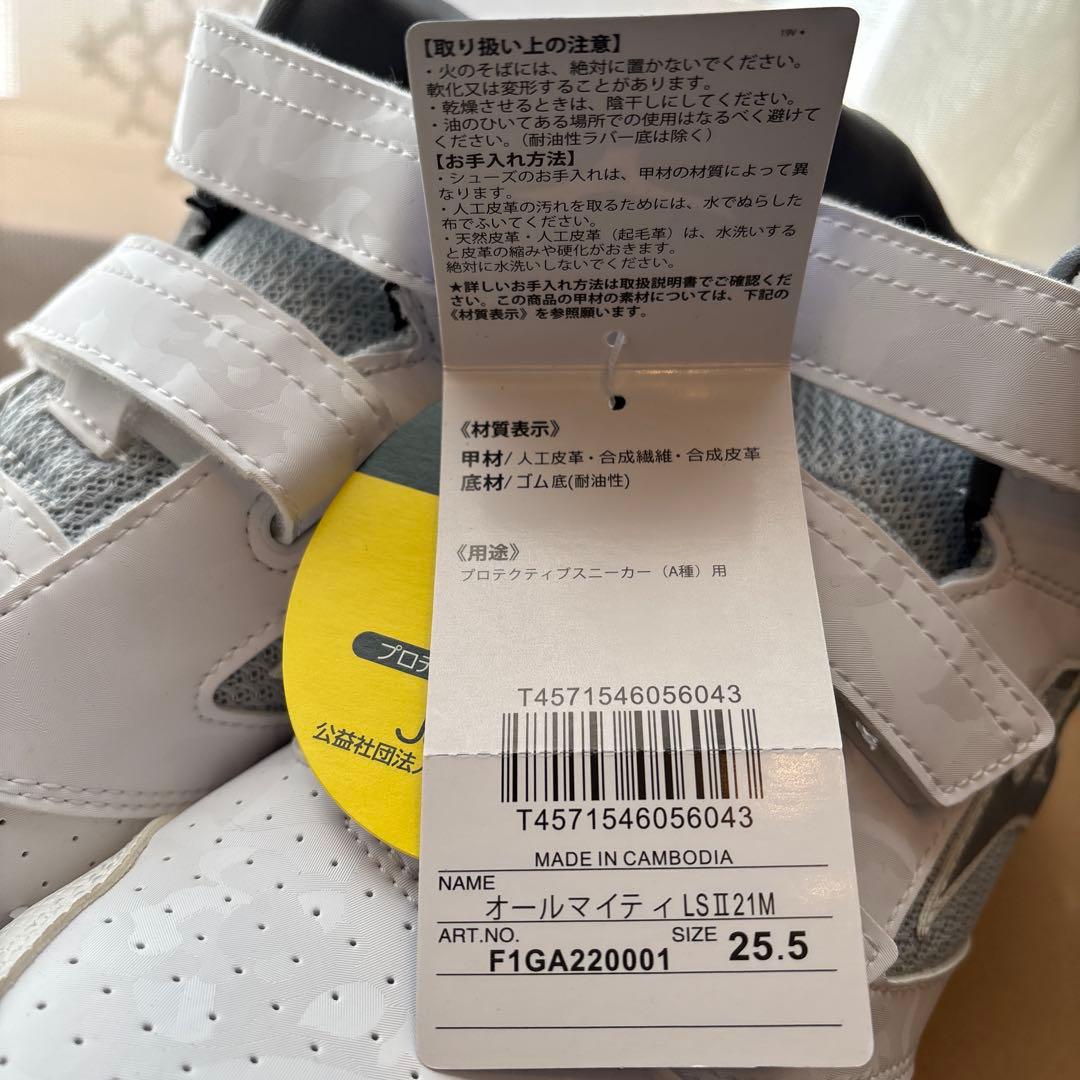 19V
【取り扱い上の注意】
・火のそばには、絶対に置かないでください。
軟化又は変形することがあります。
・乾燥させるときは、陰干しにしてください。
・油のひいてある場所での使用はなるべく避けて
ください。（耐油性ラバー底は除く）
【お手入れ方法】
・シューズのお手入れは、甲材の材質によって異
なります。
・人工皮革の汚れを取るためには、水でぬらした
布でふいてください。
・天然皮革・人工皮革（起毛革）は、水洗いする
と皮革の縮みや硬化がおきます。
絶対に水洗いしないでください。
★詳しいお手入れ方法は取扱説明書でご確認くだ
さい。この商品の甲材の素材については、下記の
《材質表示》を参照願います。
《材質表示》
甲材/人工皮革・合成繊維・合成皮革
底材/ゴム底(耐油性)
《用途》
プロテクティブスニーカー（A種）用
プロテ
J
公益社団法人
T4571546056043
T4571546056043
MADE IN CAMBODIA
NAME
オールマイティ LSⅡ21M
ART.NO.
F1GA220001
SIZE
25.5